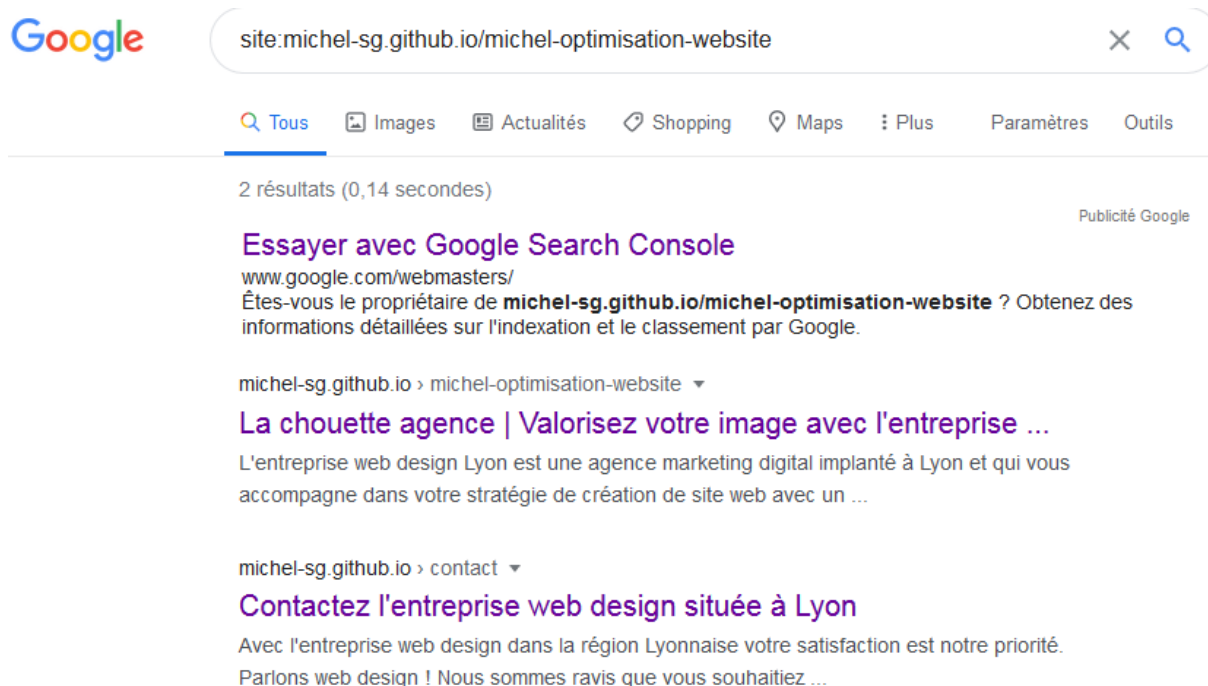 Google
site:michel-sg.github.io/michel-optimisation-website
Tous Images Actualités Shopping Maps Plus Paramètres Outils
2 résultats (0,14 secondes)
Publicité Google
Essayer avec Google Search Console
www.google.com/webmasters/
Êtes-vous le propriétaire de michel-sg.github.io/michel-optimisation-website ? Obtenez des
informations détaillées sur l'indexation et le classement par Google.
michel-sg.github.io › michel-optimisation-website
La chouette agence | Valorisez votre image avec l'entreprise ...
L'entreprise web design Lyon est une agence marketing digital implanté à Lyon et qui vous
accompagne dans votre stratégie de création de site web avec un ...
michel-sg.github.io › contact
Contactez l'entreprise web design située à Lyon
Avec l'entreprise web design dans la région Lyonnaise votre satisfaction est notre priorité.
Parlons web design ! Nous sommes ravis que vous souhaitiez ...